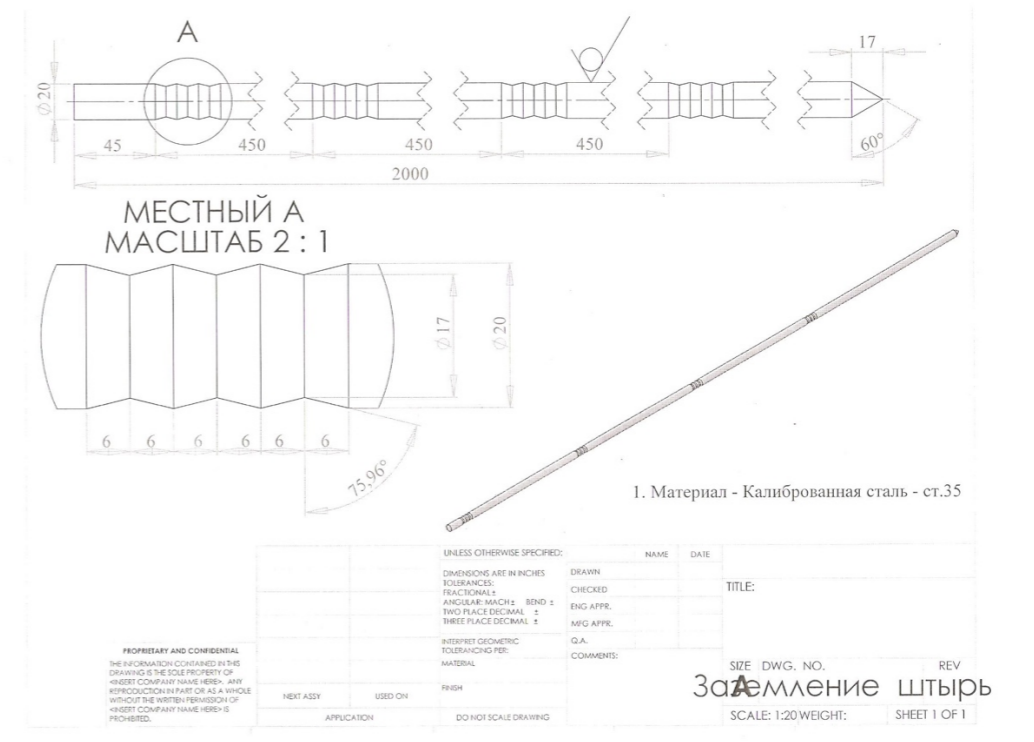 A
17
⌀20
60°
45
450
450
450
2000
МЕСТНЫЙ A
МАСШТАБ 2 : 1
⌀17
⌀20
6
6
6
6
6
6
75,96°
1. Материал - Калиброванная сталь - ст.35
UNLESS OTHERWISE SPECIFIED:
NAME
DATE
DIMENSIONS ARE IN INCHES
TOLERANCES:
FRACTIONAL±
ANGULAR: MACH± BEND ±
TWO PLACE DECIMAL ±
THREE PLACE DECIMAL ±
DRAWN
CHECKED
ENG APPR.
MFG APPR.
TITLE:
INTERPRET GEOMETRIC
TOLERANCING PER:
Q.A.
COMMENTS:
MATERIAL
FINISH
PROPRIETARY AND CONFIDENTIAL
THE INFORMATION CONTAINED IN THIS
DRAWING IS THE SOLE PROPERTY OF
<INSERT COMPANY NAME HERE>. ANY
REPRODUCTION IN PART OR AS A WHOLE
WITHOUT THE WRITTEN PERMISSION OF
<INSERT COMPANY NAME HERE> IS
PROHIBITED.
NEXT ASSY
USED ON
APPLICATION
DO NOT SCALE DRAWING
SIZE
DWG. NO.
REV
A
Заземление штырь
SCALE: 1:20
WEIGHT:
SHEET 1 OF 1